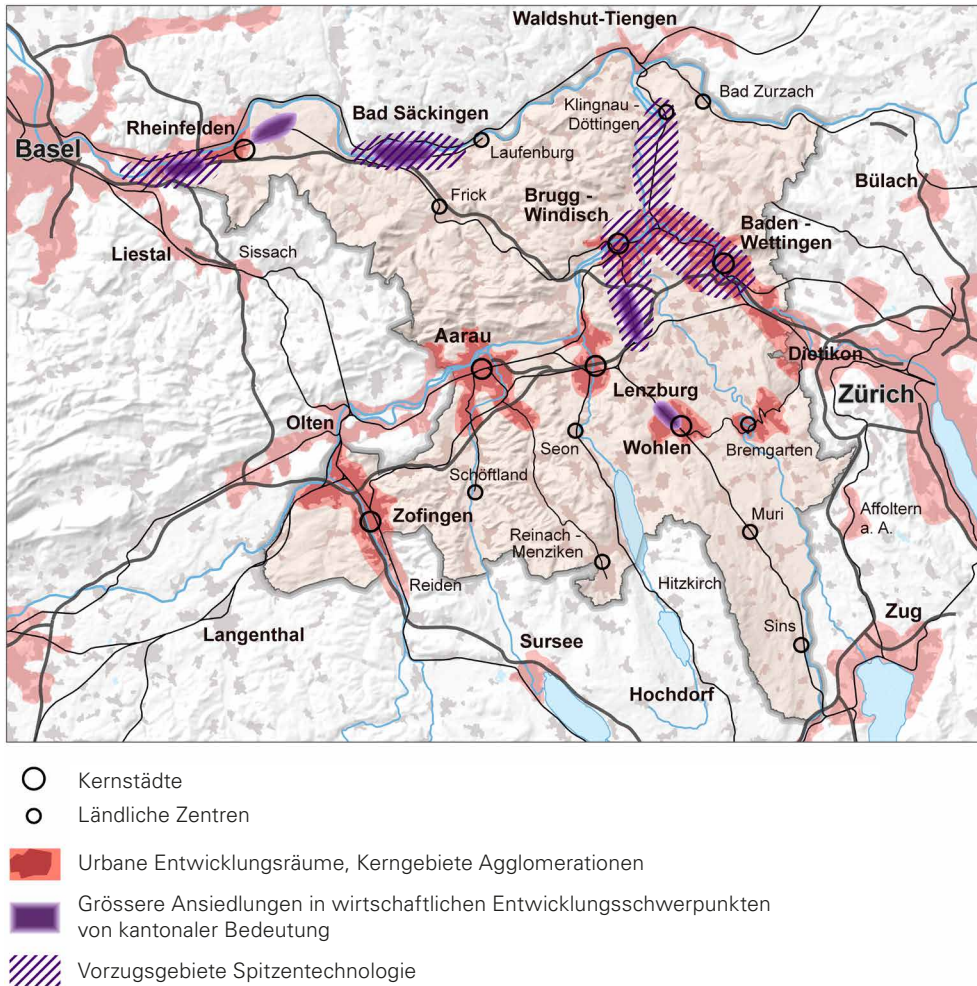 Waldshut-Tiengen
Bad Zurzach
Klingnau -
Döttingen
Bad Säckingen
Rheinfelden
Basel
Laufenburg
Bülach
Frick
Brugg -
Windisch
Baden -
Wettingen
Liestal
Sissach
Aarau
Dietikon
Zürich
Lenzburg
Olten
Wohlen
Bremgarten
Seon
Schöftland
Zofingen
Muri
Affoltern
a. A.
Reinach -
Menziken
Reiden
Hitzkirch
Zug
Langenthal
Sins
Sursee
Hochdorf
Kernstädte
Ländliche Zentren
Urbane Entwicklungsräume, Kerngebiete Agglomerationen
Grössere Ansiedlungen in wirtschaftlichen Entwicklungsschwerpunkten
von kantonaler Bedeutung
Vorzugsgebiete Spitzentechnologie